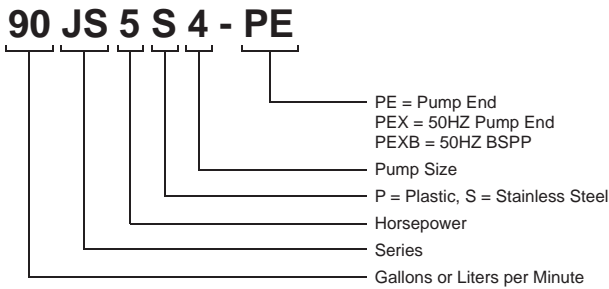 90 JS 5 S 4 - PE
PE = Pump End
PEX = 50HZ Pump End
PEXB = 50HZ BSPP
Pump Size
P = Plastic, S = Stainless Steel
Horsepower
Series
Gallons or Liters per Minute